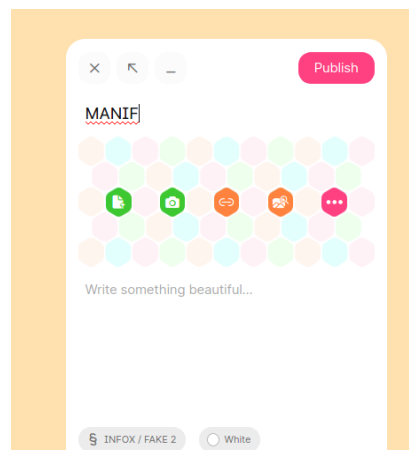 Publish
MANIF
Write something beautiful...
§ INFOX / FAKE 2
White